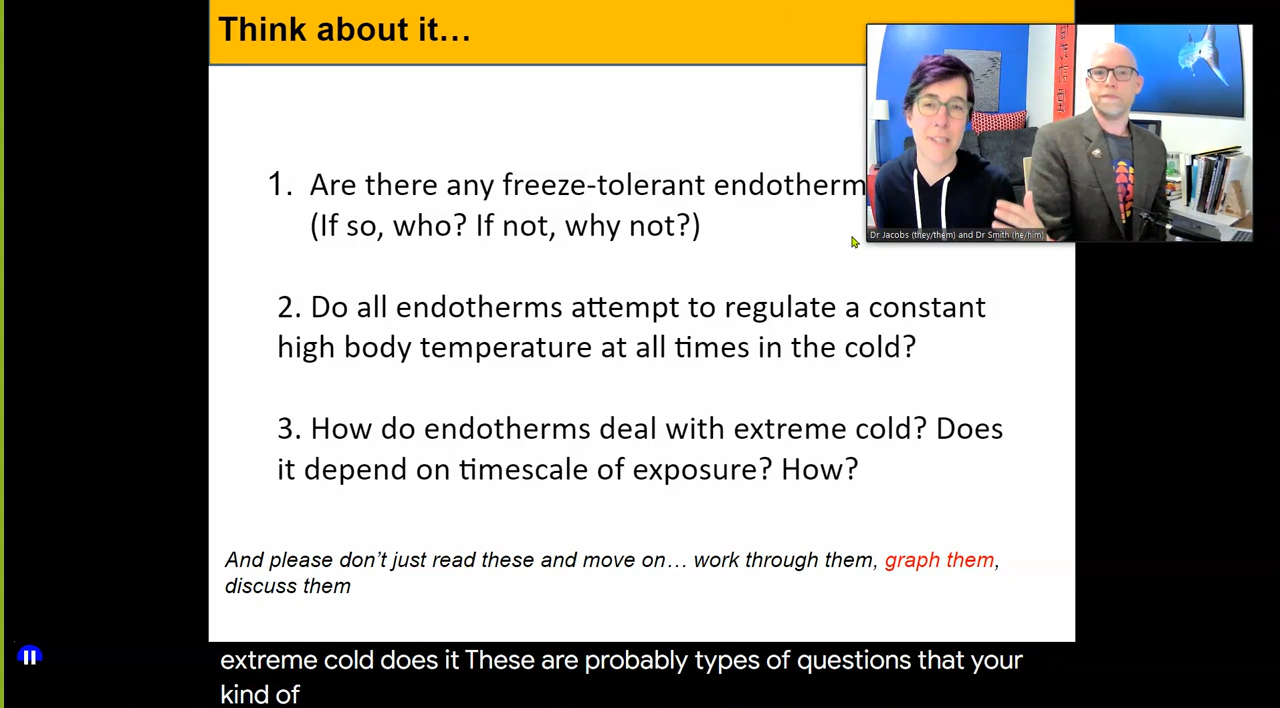 Think about it…
1. Are there any freeze-tolerant endotherm
(If so, who? If not, why not?)
2. Do all endotherms attempt to regulate a constant
high body temperature at all times in the cold?
3. How do endotherms deal with extreme cold? Does
it depend on timescale of exposure? How?
And please don’t just read these and move on… work through them, graph them,
discuss them
Dr Jacobs (they/them) and Dr Smith (he/him)
extreme cold does it These are probably types of questions that your
kind of